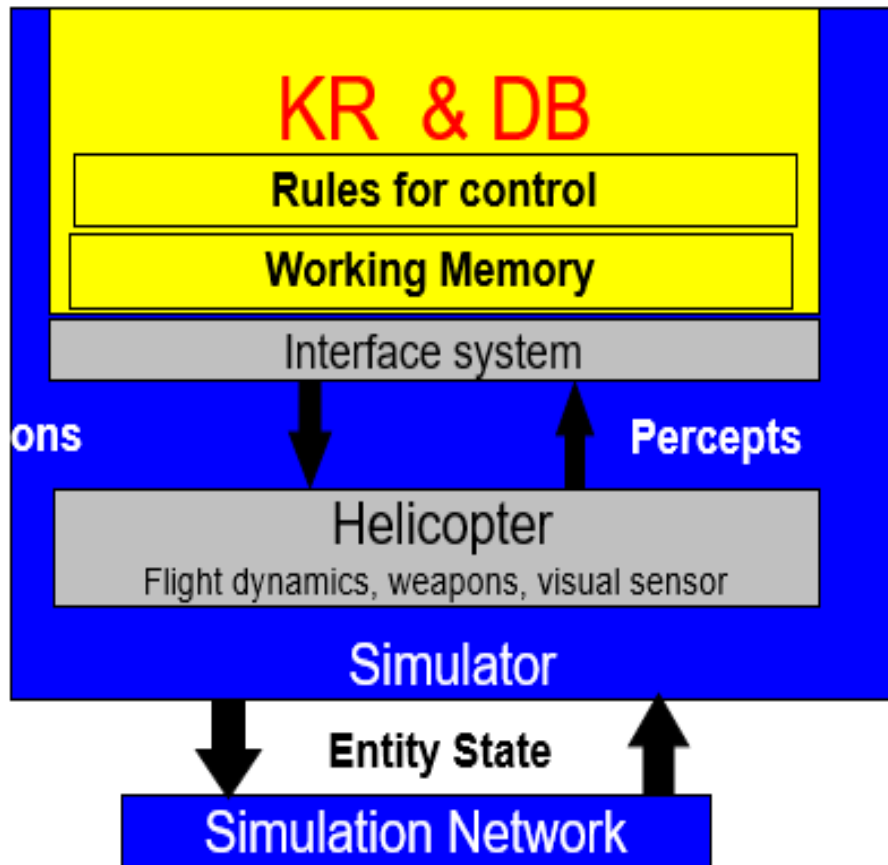 KR & DB
Rules for control
Working Memory
Interface system
ons
Percepts
Helicopter
Flight dynamics, weapons, visual sensor
Simulator
Entity State
Simulation Network